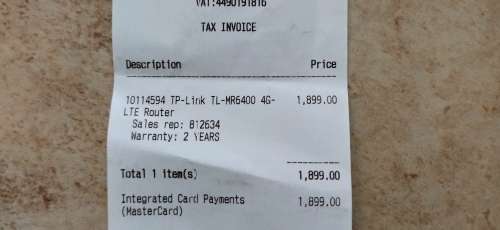 VAT:4490191816
TAX INVOICE
Description Price
10114594 TP-Link TL-MR6400 4G- 1,899.00
LTE Router
Sales rep: 812634
Warranty: 2 YEARS
Total 1 item(s) 1,899.00
Integrated Card Payments 1,899.00
(MasterCard)